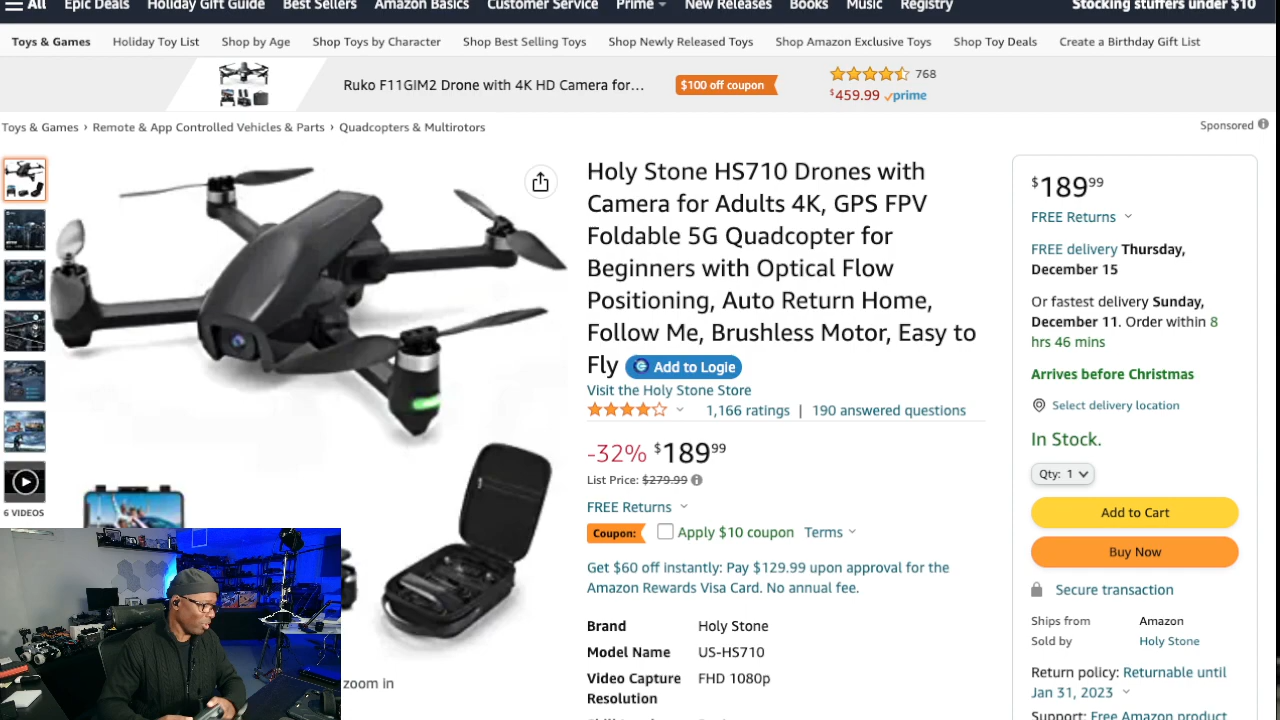 All Epic Deals Holiday Gift Guide Best Sellers Amazon Basics Customer Service Prime New Releases Books Music Registry Stocking stuffers under $10
Toys & Games Holiday Toy List Shop by Age Shop Toys by Character Shop Best Selling Toys Shop Newly Released Toys Shop Amazon Exclusive Toys Shop Toy Deals Create a Birthday Gift List
Ruko F11GIM2 Drone with 4K HD Camera for… $100 off coupon 768
$459.99 prime
Sponsored
Toys & Games › Remote & App Controlled Vehicles & Parts › Quadcopters & Multirotors
6 VIDEOS
zoom in
Holy Stone HS710 Drones with
Camera for Adults 4K, GPS FPV
Foldable 5G Quadcopter for
Beginners with Optical Flow
Positioning, Auto Return Home,
Follow Me, Brushless Motor, Easy to
Fly Add to Logie
Visit the Holy Stone Store
1,166 ratings | 190 answered questions
-32% $189.99
List Price: $279.99
FREE Returns
Coupon: Apply $10 coupon Terms
Get $60 off instantly: Pay $129.99 upon approval for the
Amazon Rewards Visa Card. No annual fee.
Brand Holy Stone
Model Name US-HS710
Video Capture FHD 1080p
Resolution
$189.99
FREE Returns
FREE delivery Thursday,
December 15
Or fastest delivery Sunday,
December 11. Order within 8
hrs 46 mins
Arrives before Christmas
Select delivery location
In Stock.
Qty: 1
Add to Cart
Buy Now
Secure transaction
Ships from Amazon
Sold by Holy Stone
Return policy: Returnable until
Jan 31, 2023
Support: Free Amazon product